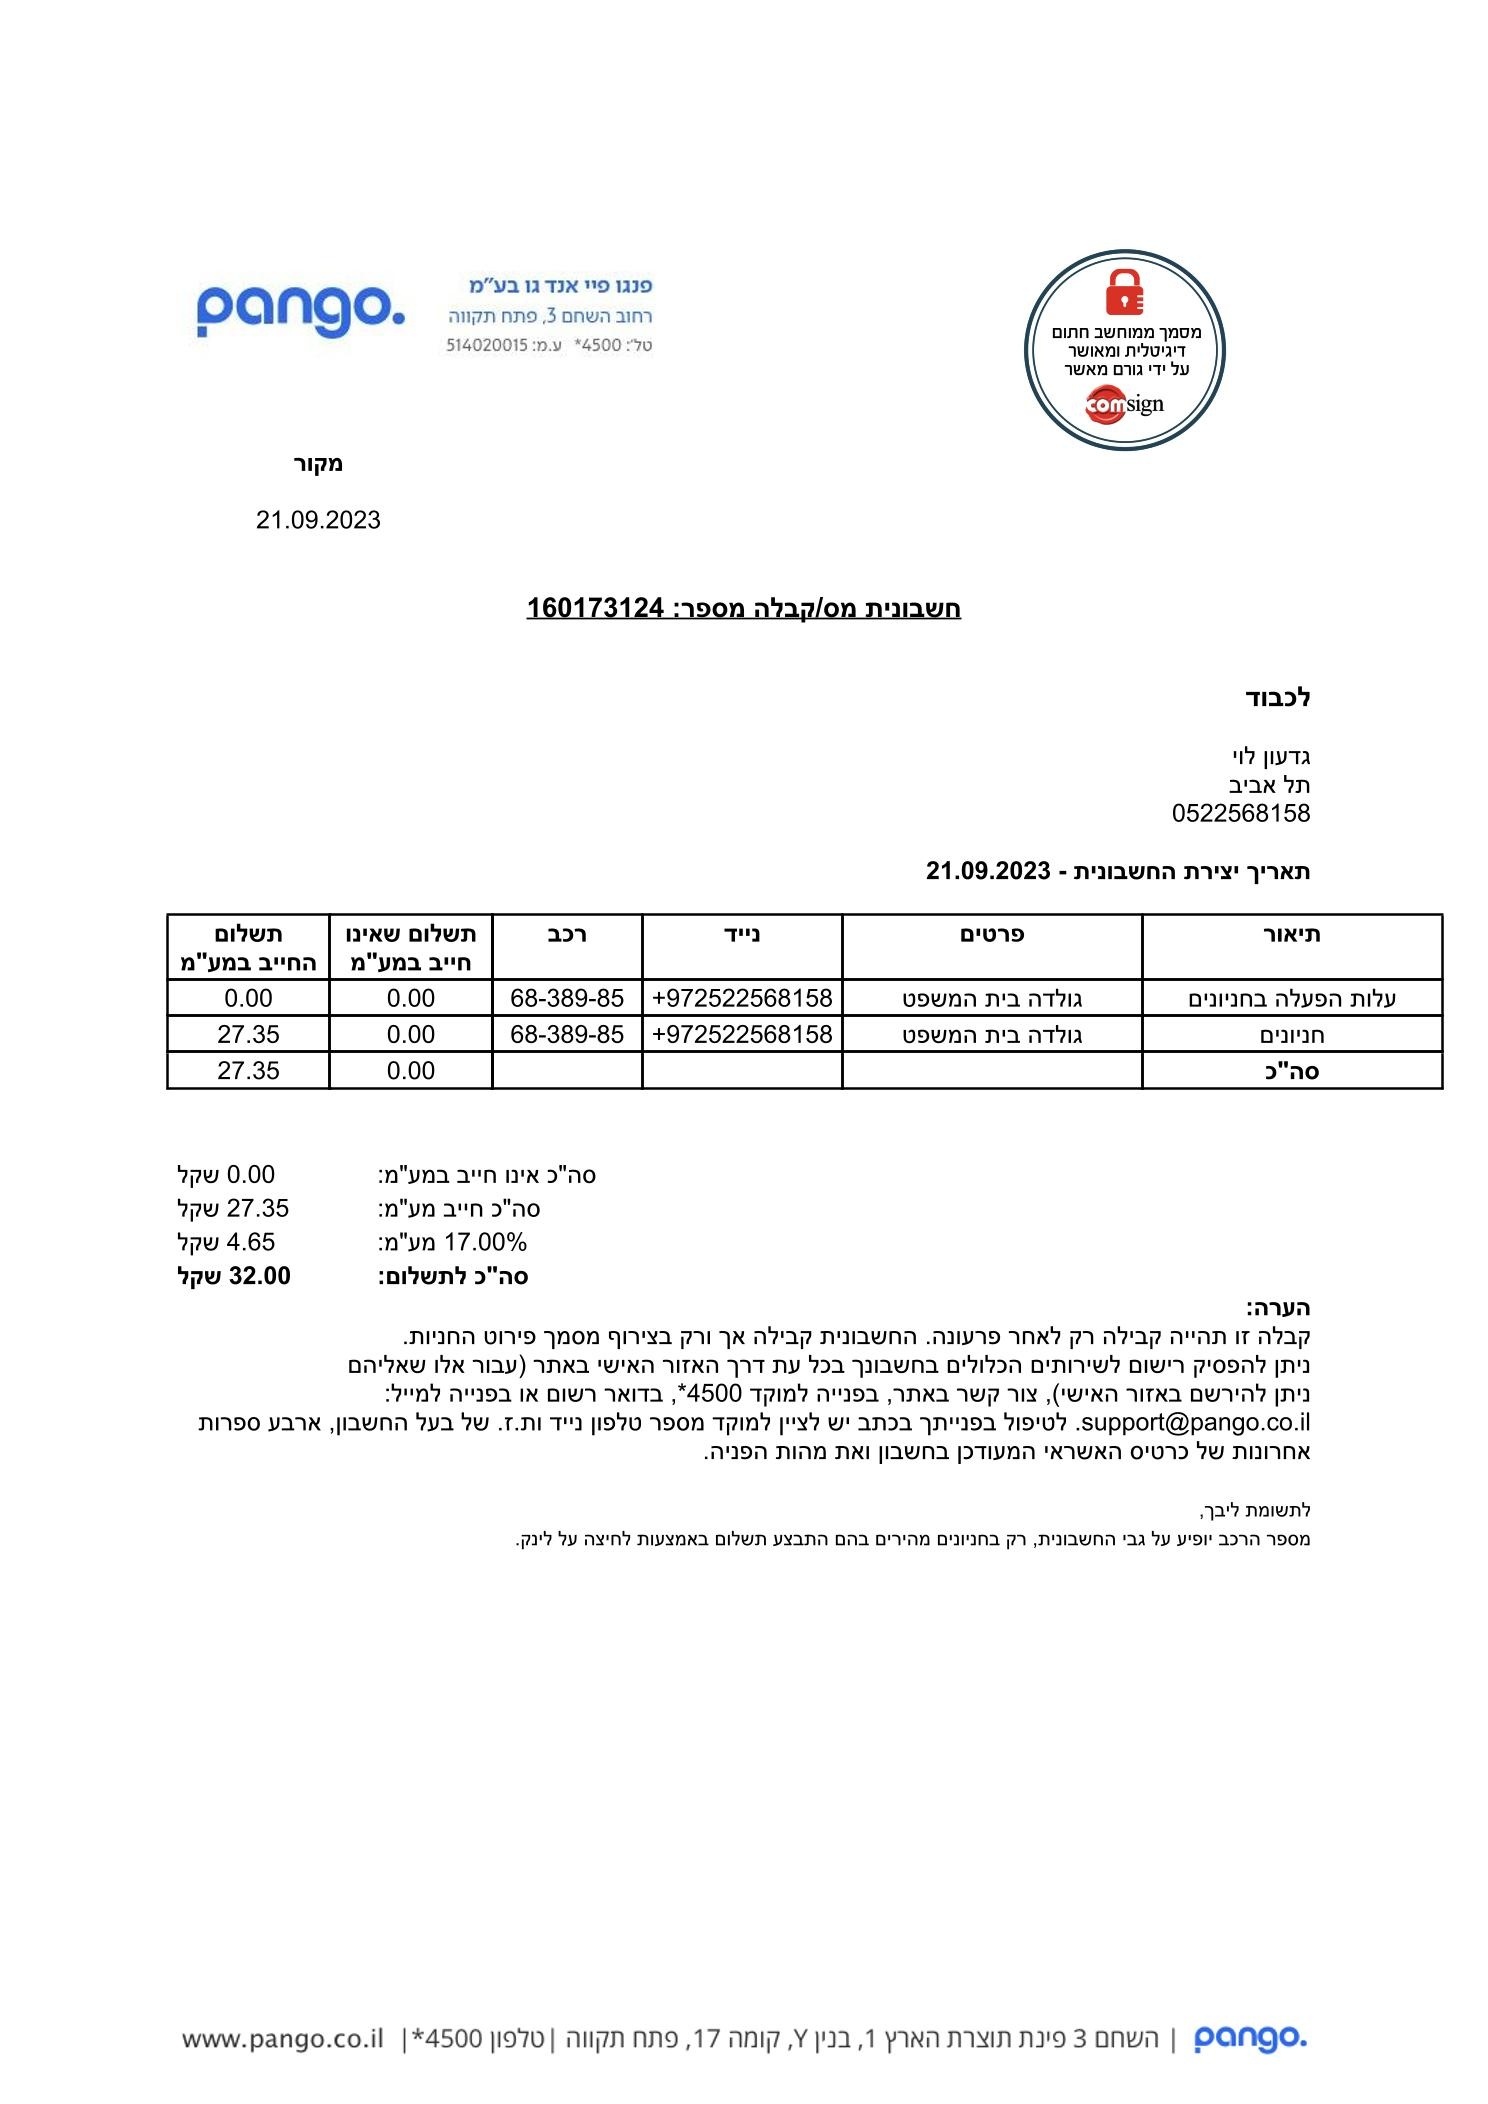 pango.
פנגו פיי אנד גו בע"מ
רחוב השחם 3, פתח תקווה
טל': 4500* ע.מ: 514020015
מסמך ממוחשב חתום
דיגיטלית ומאושר
על ידי גורם מאשר
comsign
מקור
21.09.2023
חשבונית מס/קבלה מספר: 160173124
לכבוד
גדעון לוי
תל אביב
0522568158
תאריך יצירת החשבונית - 21.09.2023
תיאור פרטים נייד רכב תשלום שאינו חייב במע"מ תשלום החייב במע"מ
עלות הפעלה בחניונים גולדה בית המשפט +972522568158 68-389-85 0.00 0.00
חניונים גולדה בית המשפט +972522568158 68-389-85 0.00 27.35
סה"כ 0.00 27.35
סה"כ אינו חייב במע"מ: 0.00 שקל
סה"כ חייב מע"מ: 27.35 שקל
17.00% מע"מ: 4.65 שקל
סה"כ לתשלום: 32.00 שקל
הערה:
קבלה זו תהייה קבילה רק לאחר פרעונה. החשבונית קבילה אך ורק בצירוף מסמך פירוט החניות.
ניתן להפסיק רישום לשירותים הכלולים בחשבונך בכל עת דרך האזור האישי באתר (עבור אלו שאליהם
ניתן להירשם באזור האישי), צור קשר באתר, בפנייה למוקד 4500*, בדואר רשום או בפנייה למייל:
support@pango.co.il. לטיפול בפנייתך בכתב יש לציין למוקד מספר טלפון נייד ות.ז. של בעל החשבון, ארבע ספרות
אחרונות של כרטיס האשראי המעודכן בחשבון ואת מהות הפניה.
לתשומת ליבך,
מספר הרכב יופיע על גבי החשבונית, רק בחניונים מהירים בהם התבצע תשלום באמצעות לחיצה על לינק.
pango. | השחם 3 פינת תוצרת הארץ 1, בנין Y, קומה 17, פתח תקווה | טלפון 4500* | www.pango.co.il